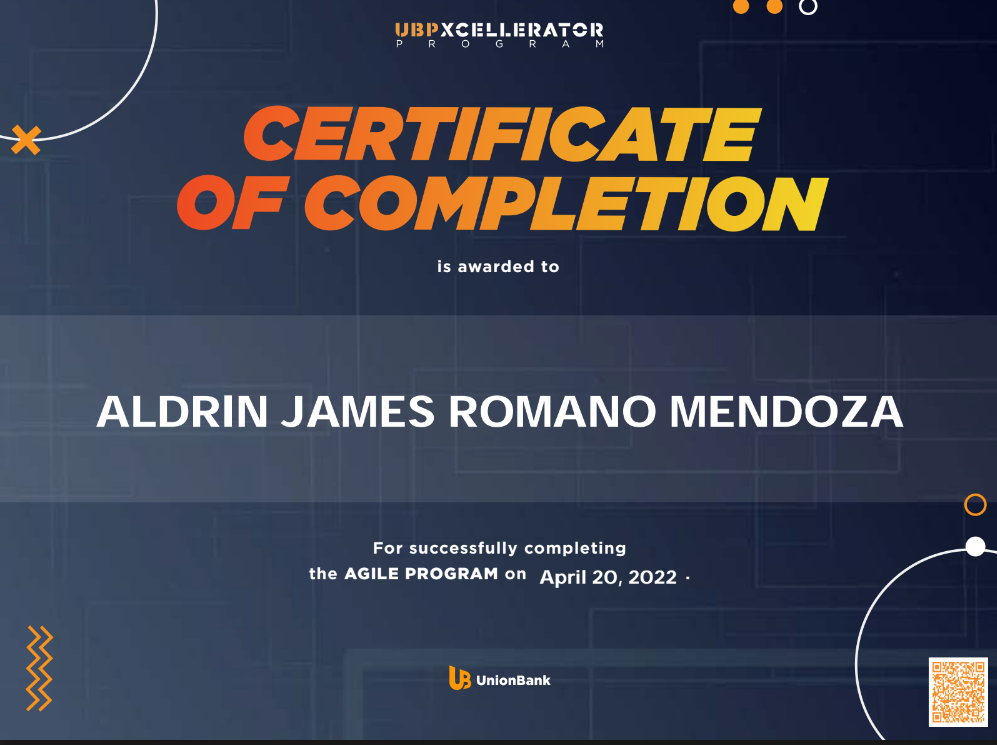 UBPXCELLERATOR
PROGRAM
CERTIFICATE
OF COMPLETION
is awarded to
ALDRIN JAMES ROMANO MENDOZA
For successfully completing
the AGILE PROGRAM on April 20, 2022 .
UB UnionBank